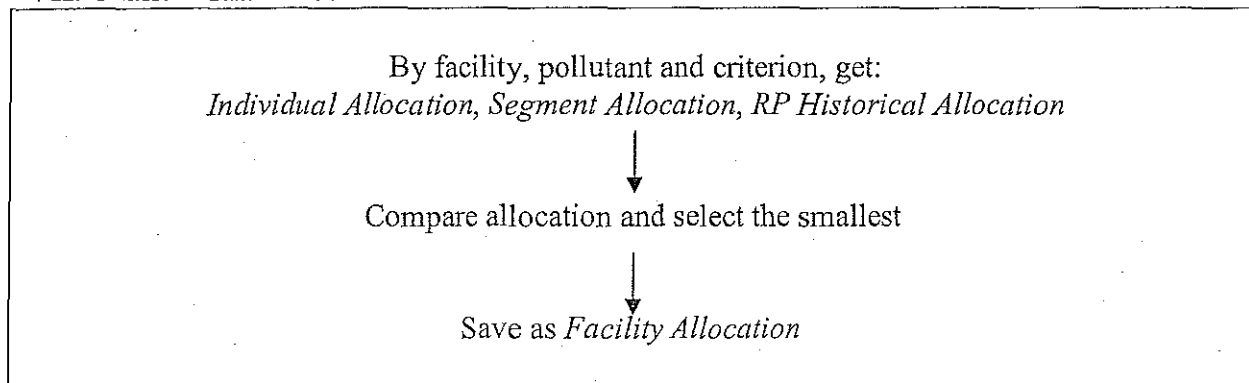 By facility, pollutant and criterion, get:
Individual Allocation, Segment Allocation, RP Historical Allocation
Compare allocation and select the smallest
Save as Facility Allocation